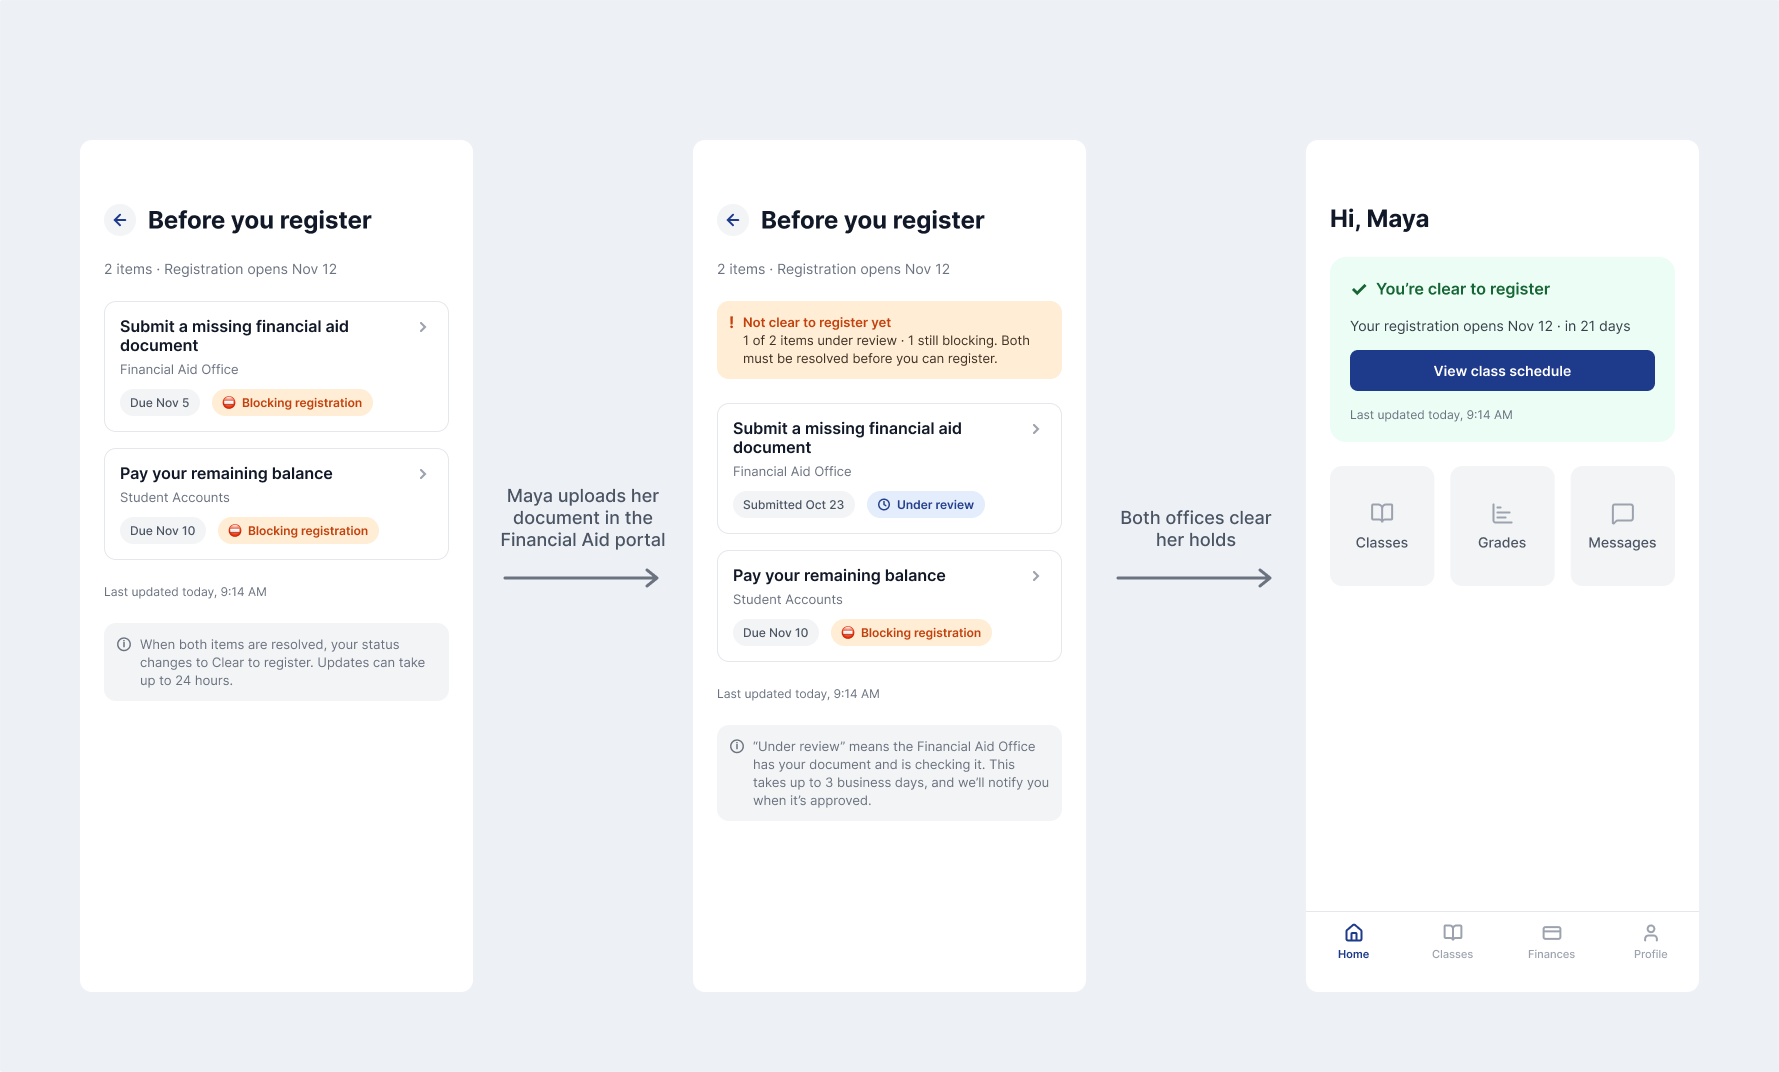 Before you register
2 items · Registration opens Nov 12
Submit a missing financial aid
document
Financial Aid Office
Due Nov 5
Blocking registration
Pay your remaining balance
Student Accounts
Due Nov 10
Blocking registration
Last updated today, 9:14 AM
When both items are resolved, your status
changes to Clear to register. Updates can take
up to 24 hours.
Maya uploads her
document in the
Financial Aid portal
Before you register
2 items · Registration opens Nov 12
Not clear to register yet
1 of 2 items under review · 1 still blocking. Both
must be resolved before you can register.
Submit a missing financial aid
document
Financial Aid Office
Submitted Oct 23
Under review
Pay your remaining balance
Student Accounts
Due Nov 10
Blocking registration
Last updated today, 9:14 AM
“Under review” means the Financial Aid Office
has your document and is checking it. This
takes up to 3 business days, and we’ll notify you
when it’s approved.
Both offices clear
her holds
Hi, Maya
You’re clear to register
Your registration opens Nov 12 · in 21 days
View class schedule
Last updated today, 9:14 AM
Classes
Grades
Messages
Home
Classes
Finances
Profile